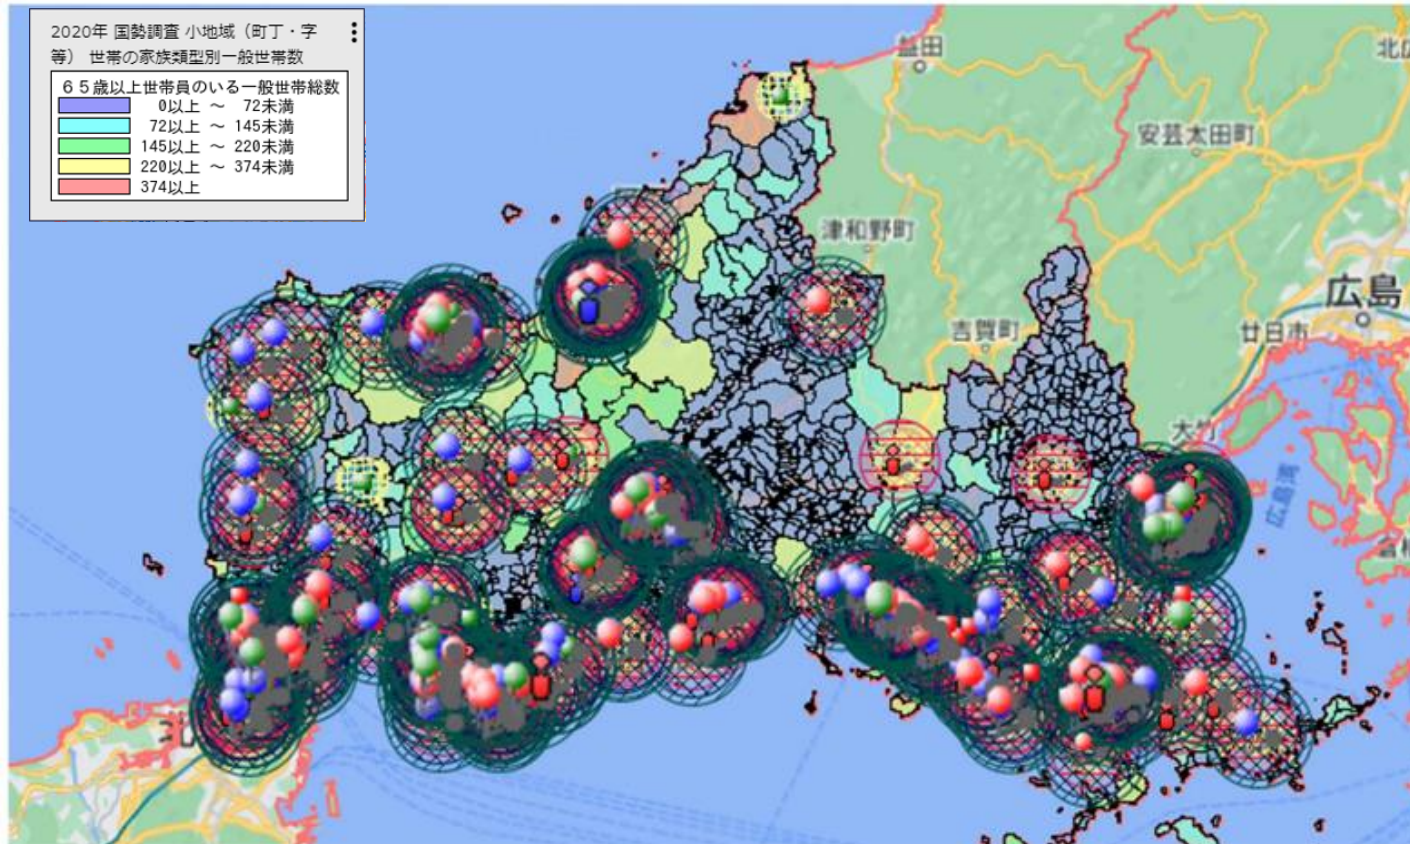 2020年 国勢調査 小地域（町丁・字
等） 世帯の家族類型別一般世帯数
６５歳以上世帯員のいる一般世帯総数
0以上 ～ 72未満
72以上 ～ 145未満
145以上 ～ 220未満
220以上 ～ 374未満
374以上
益田
北広
安芸太田町
津和野町
広島
吉賀町
廿日市
大竹
広島湾
北